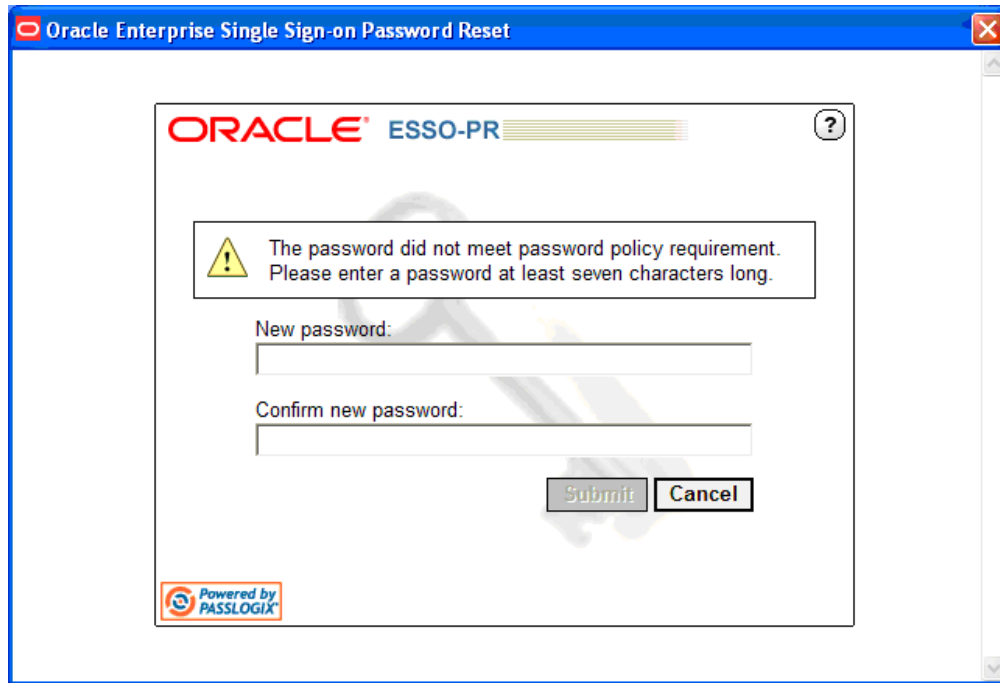 Oracle Enterprise Single Sign-on Password Reset
ORACLE® ESSO-PR
?
The password did not meet password policy requirement.
Please enter a password at least seven characters long.
New password:
Confirm new password:
Submit Cancel
Powered by
PASSLOGIX